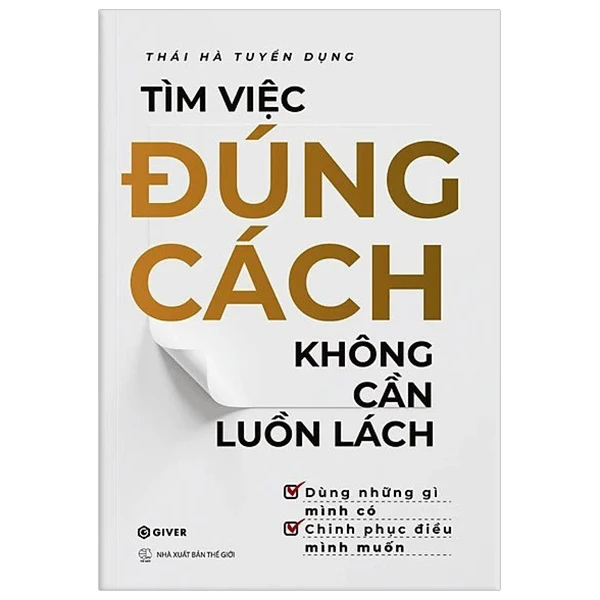 THÁI HÀ TUYỂN DỤNG
TÌM VIỆC
ĐÚNG
CÁCH
KHÔNG
CẦN
LUỒN LÁCH
Dùng những gì
mình có
Chinh phục điều
mình muốn
GIVER
NHÀ XUẤT BẢN THẾ GIỚI